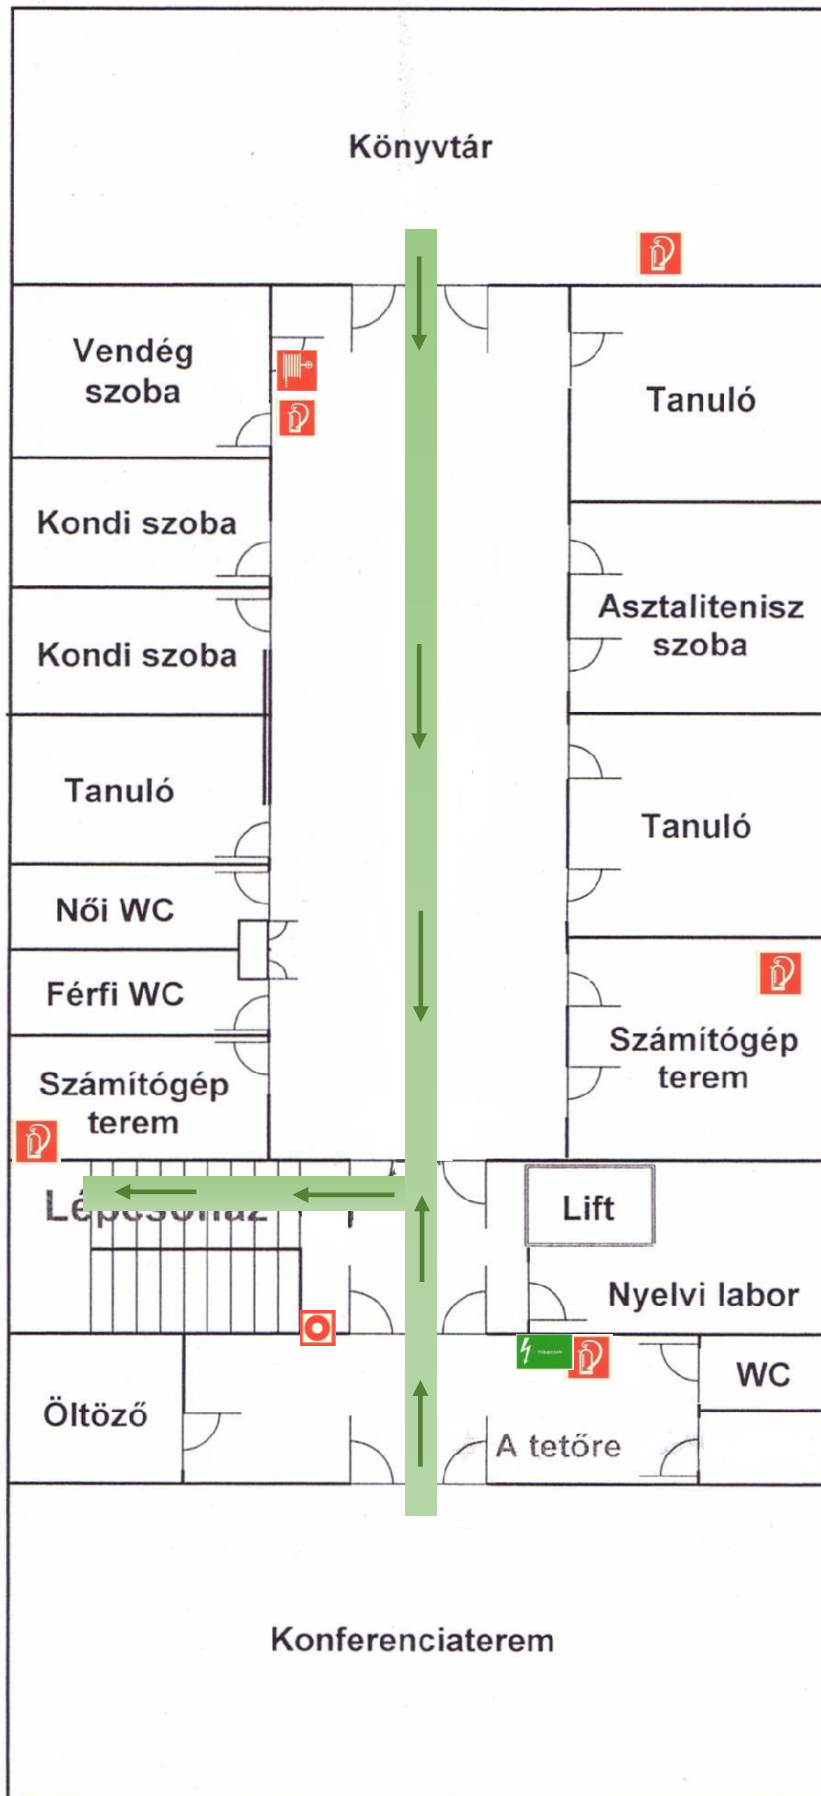 Könyvtár
Vendég
szoba
Tanuló
Kondi szoba
Asztalitenisz
szoba
Kondi szoba
Tanuló
Tanuló
Női WC
Férfi WC
Számítógép
terem
Számítógép
terem
Lépcsőház
Lift
Nyelvi labor
WC
Öltöző
A tetőre
Konferenciaterem